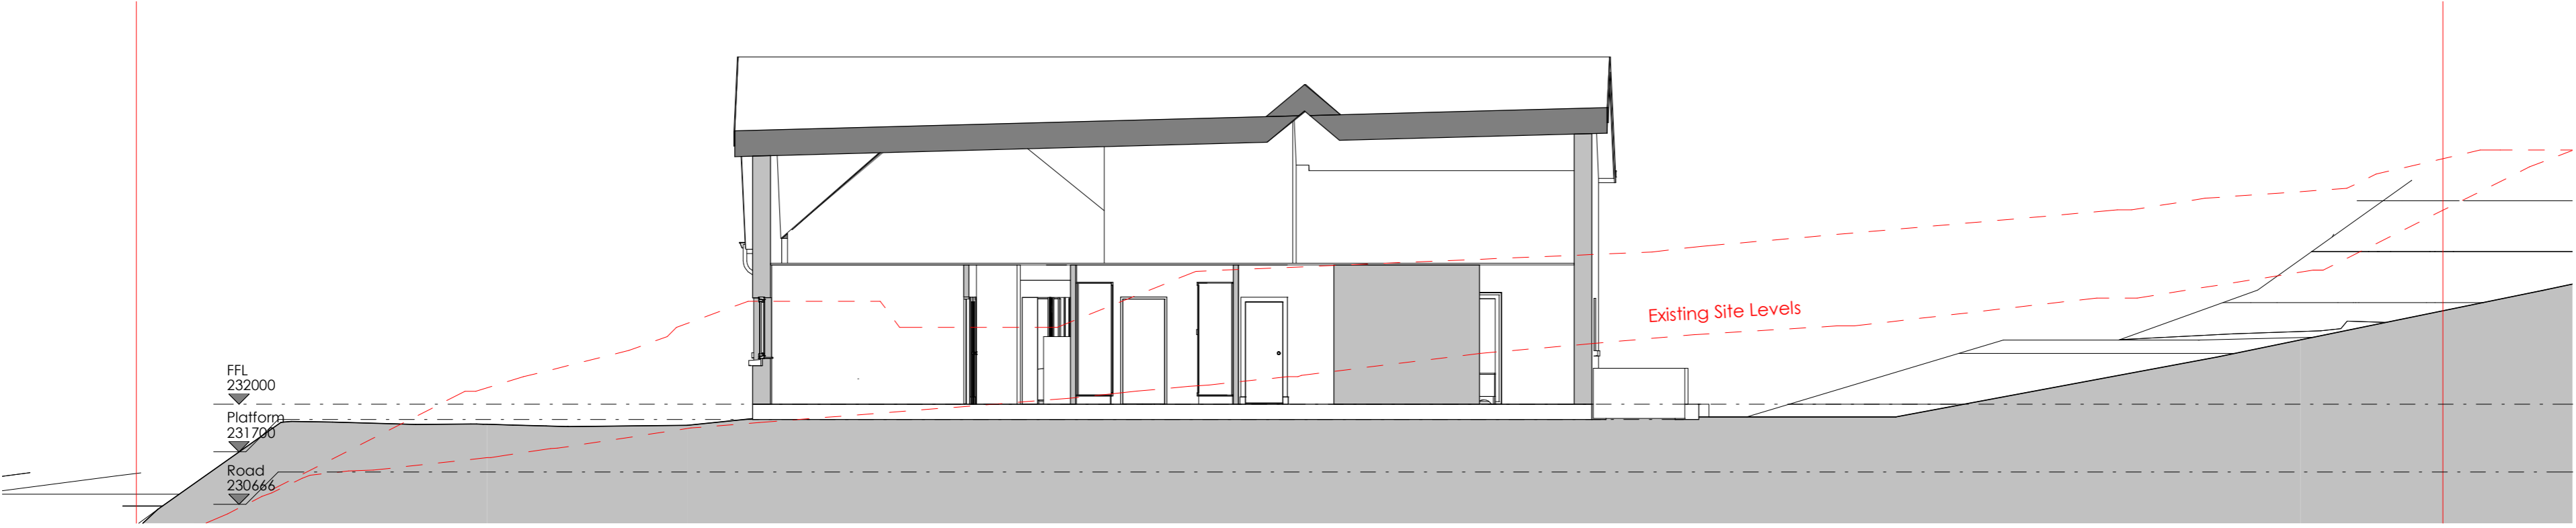 Existing Site Levels
FFL
232000
Platform
231700
Road
230666